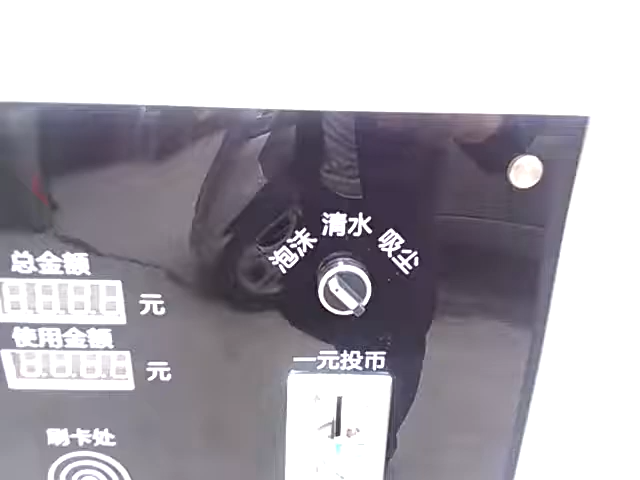 泡沫 清水 吸尘
总金额
元
使用金额
元
一元投币
刷卡处